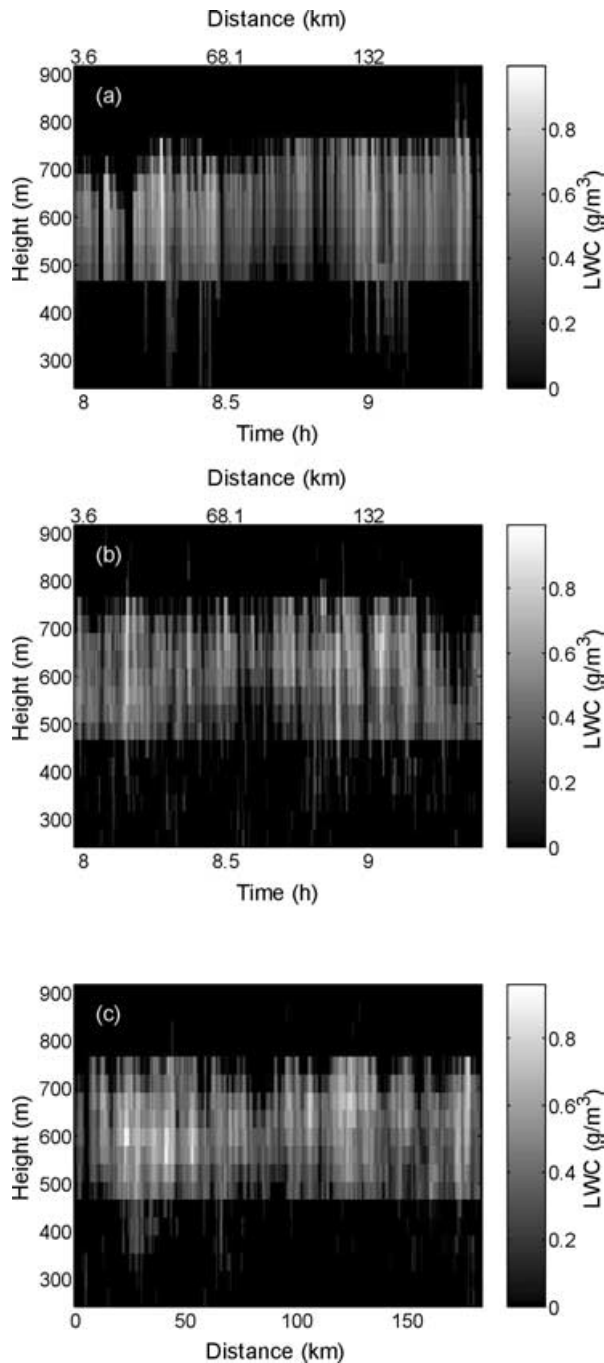 Distance (km)
3.6 68.1 132
(a)
900
800
700
600
500
400
300
Height (m)
8 8.5 9
Time (h)
0.8
0.6
0.4
0.2
0
LWC (g/m³)
Distance (km)
3.6 68.1 132
(b)
900
800
700
600
500
400
300
Height (m)
8 8.5 9
Time (h)
0.8
0.6
0.4
0.2
0
LWC (g/m³)
(c)
900
800
700
600
500
400
300
Height (m)
0 50 100 150
Distance (km)
0.8
0.6
0.4
0.2
0
LWC (g/m³)